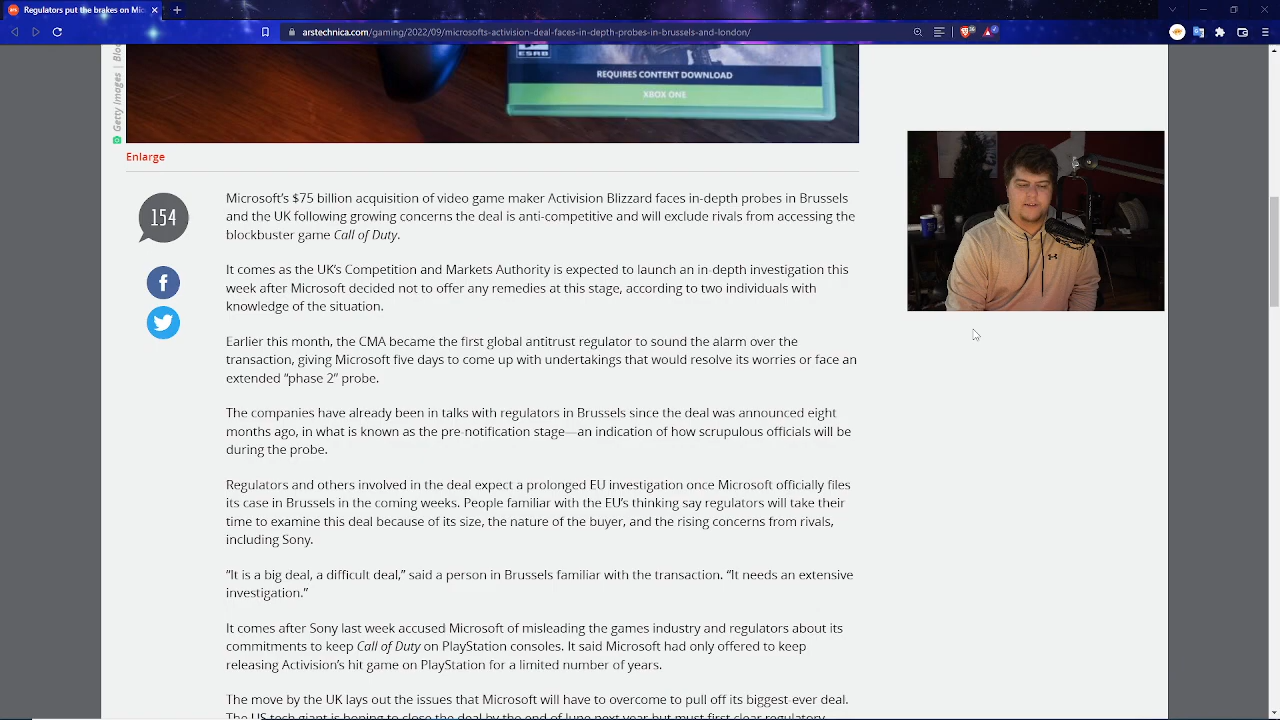 Regulators put the brakes on Mic
arstechnica.com/gaming/2022/09/microsofts-activision-deal-faces-in-depth-probes-in-brussels-and-london/
Getty Images | Bloo
ESRB
REQUIRES CONTENT DOWNLOAD
XBOX ONE
Enlarge
154
Microsoft’s $75 billion acquisition of video game maker Activision Blizzard faces in-depth probes in Brussels
and the UK following growing concerns the deal is anti-competitive and will exclude rivals from accessing the
blockbuster game Call of Duty.
It comes as the UK’s Competition and Markets Authority is expected to launch an in-depth investigation this
week after Microsoft decided not to offer any remedies at this stage, according to two individuals with
knowledge of the situation.
Earlier this month, the CMA became the first global antitrust regulator to sound the alarm over the
transaction, giving Microsoft five days to come up with undertakings that would resolve its worries or face an
extended “phase 2” probe.
The companies have already been in talks with regulators in Brussels since the deal was announced eight
months ago, in what is known as the pre-notification stage—an indication of how scrupulous officials will be
during the probe.
Regulators and others involved in the deal expect a prolonged EU investigation once Microsoft officially files
its case in Brussels in the coming weeks. People familiar with the EU’s thinking say regulators will take their
time to examine this deal because of its size, the nature of the buyer, and the rising concerns from rivals,
including Sony.
“It is a big deal, a difficult deal,” said a person in Brussels familiar with the transaction. “It needs an extensive
investigation.”
It comes after Sony last week accused Microsoft of misleading the games industry and regulators about its
commitments to keep Call of Duty on PlayStation consoles. It said Microsoft had only offered to keep
releasing Activision’s hit game on PlayStation for a limited number of years.
The move by the UK lays out the issues that Microsoft will have to overcome to pull off its biggest-ever deal.
The US tech giant is hoping to close the deal by the end of June next year but must first clear regulatory